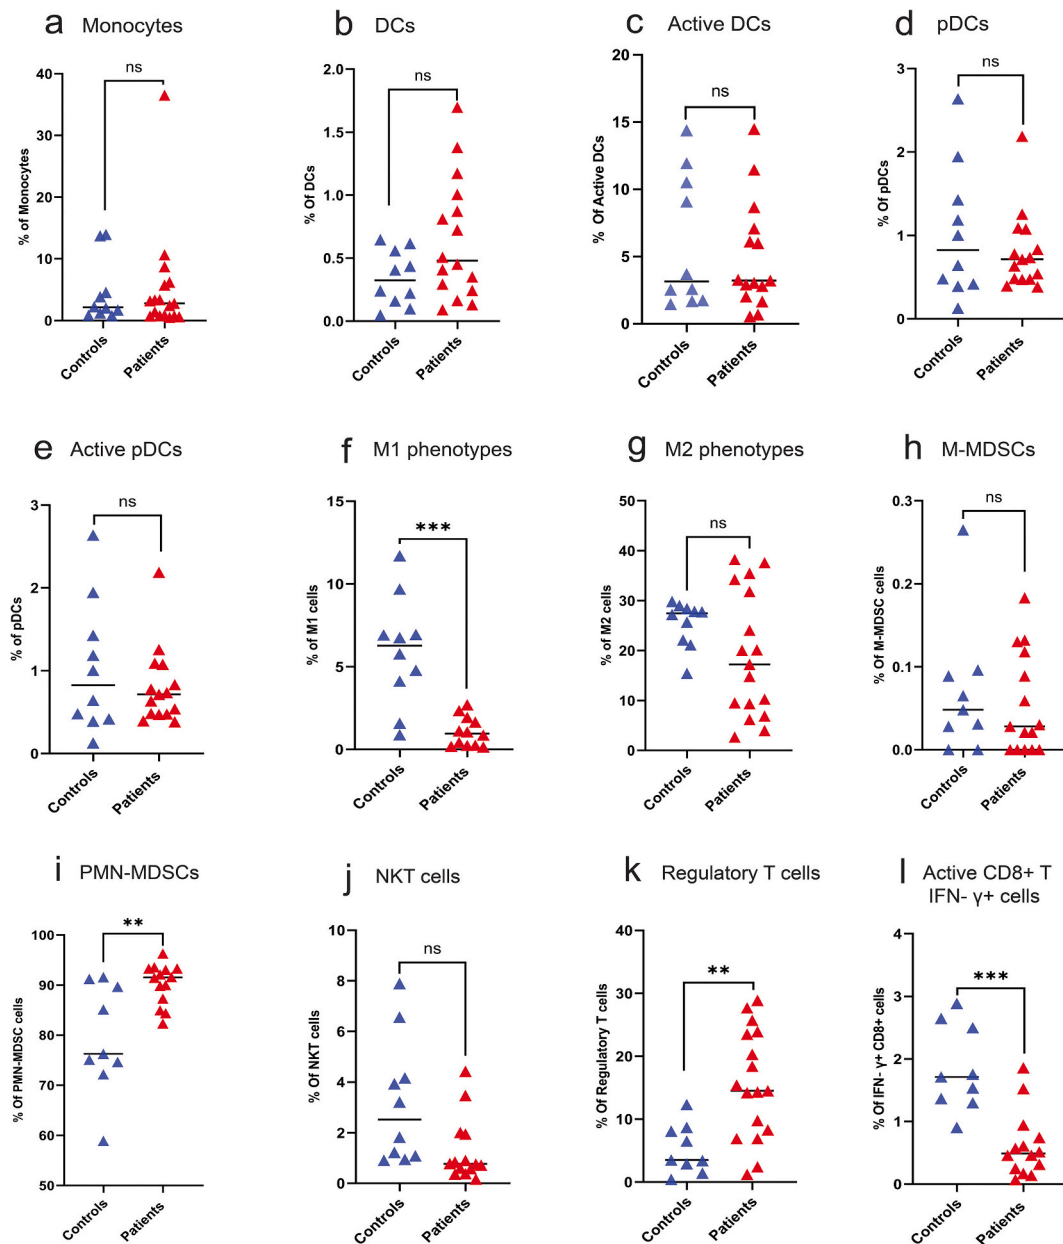 a Monocytes
ns
% of Monocytes
40
30
20
10
0
Controls
Patients
b DCs
ns
% Of DCs
2.0
1.5
1.0
0.5
0.0
Controls
Patients
c Active DCs
ns
% Of Active DCs
20
15
10
5
0
Controls
Patients
d pDCs
ns
% Of pDCs
3
2
1
0
Controls
Patients
e Active pDCs
ns
% of pDCs
3
2
1
0
Controls
Patients
f M1 phenotypes
***
% of M1 cells
15
10
5
0
Controls
Patients
g M2 phenotypes
ns
% of M2 cells
50
40
30
20
10
0
Controls
Patients
h M-MDSCs
ns
% Of M-MDSC cells
0.3
0.2
0.1
0.0
Controls
Patients
i PMN-MDSCs
**
% Of PMN-MDSC cells
100
90
80
70
60
50
Controls
Patients
j NKT cells
ns
% Of NKT cells
10
8
6
4
2
0
Controls
Patients
k Regulatory T cells
**
% Of Regulatory T cells
40
30
20
10
0
Controls
Patients
l Active CD8+ T
IFN- γ+ cells
***
% Of IFN- γ+ CD8+ cells
4
3
2
1
0
Controls
Patients